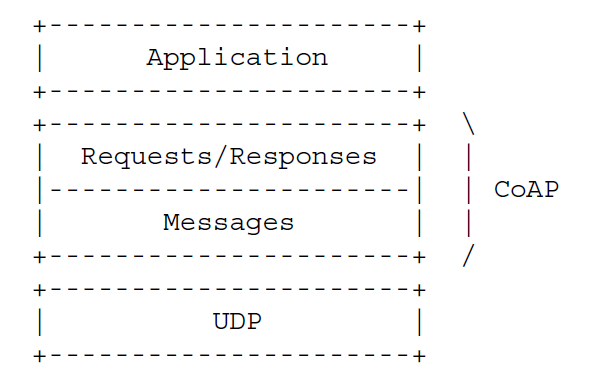 +----------------------+
|      Application     |
+----------------------+
+----------------------+  \
|  Requests/Responses  |  |
|----------------------|  | CoAP
|       Messages       |  |
+----------------------+  /
+----------------------+
|          UDP         |
+----------------------+